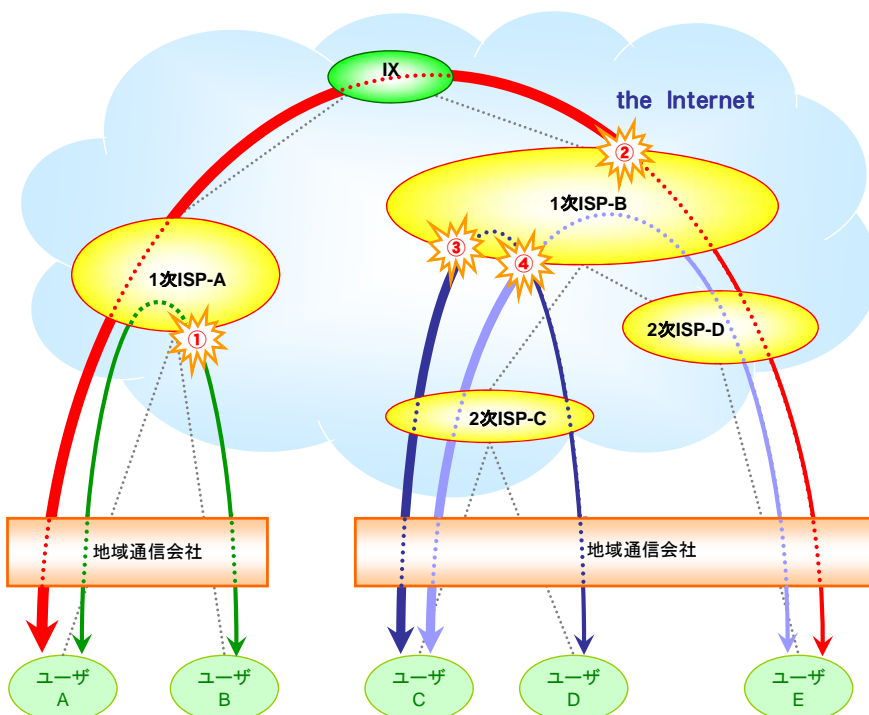 IX
the Internet
②
1次ISP-B
③
④
1次ISP-A
①
2次ISP-D
2次ISP-C
地域通信会社
地域通信会社
ユーザ
A
ユーザ
B
ユーザ
C
ユーザ
D
ユーザ
E